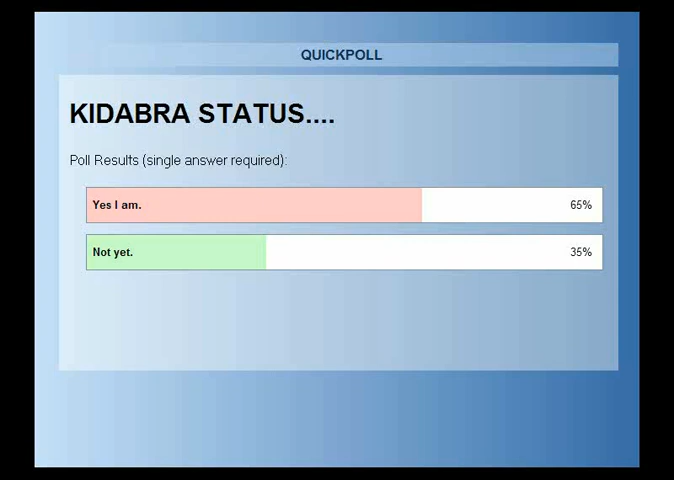 QUICKPOLL
KIDABRA STATUS....
Poll Results (single answer required):
Yes I am. 65%
Not yet. 35%